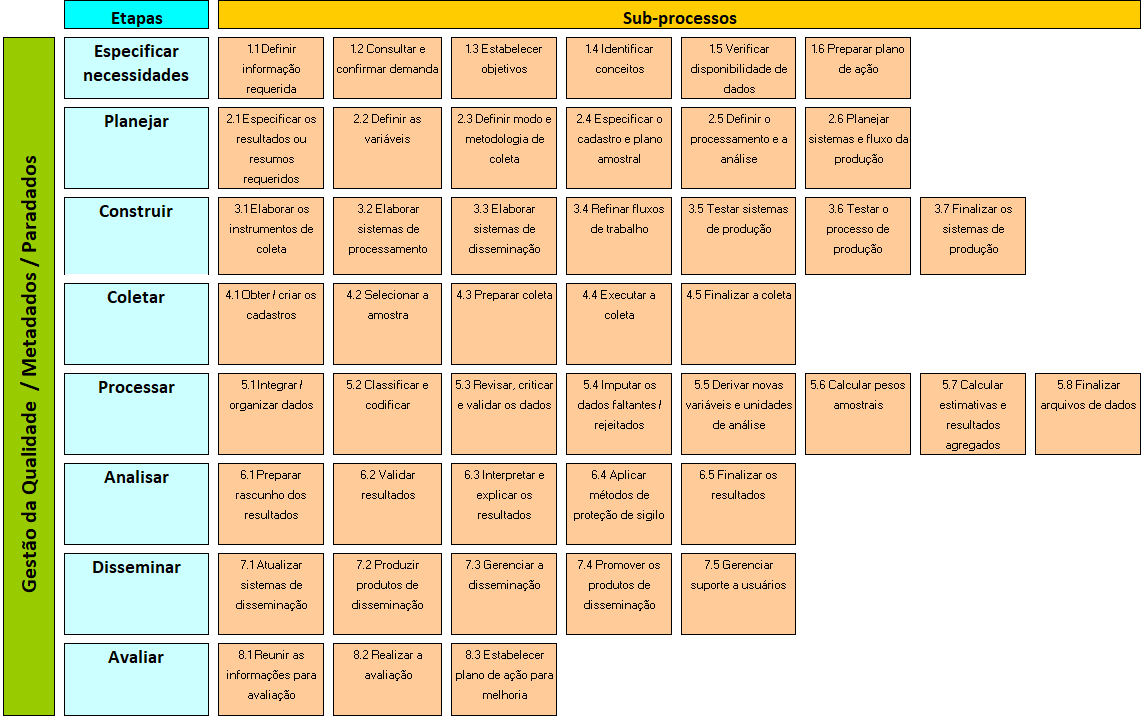 Etapas
Sub-processos
Gestão da Qualidade / Metadados / Paradados
Especificar
necessidades
1.1 Definir
informação
requerida
1.2 Consultar e
confirmar demanda
1.3 Estabelecer
objetivos
1.4 Identificar
conceitos
1.5 Verificar
disponibilidade de
dados
1.6 Preparar plano
de ação
Planejar
2.1 Especificar os
resultados ou
resumos
requeridos
2.2 Definir as
variáveis
2.3 Definir modo e
metodologia de
coleta
2.4 Especificar o
cadastro e plano
amostral
2.5 Definir o
processamento e a
análise
2.6 Planejar
sistemas e fluxo da
produção
Construir
3.1 Elaborar os
instrumentos de
coleta
3.2 Elaborar
sistemas de
processamento
3.3 Elaborar
sistemas de
disseminação
3.4 Refinar fluxos
de trabalho
3.5 Testar sistemas
de produção
3.6 Testar o
processo de
produção
3.7 Finalizar os
sistemas de
produção
Coletar
4.1 Obter / criar os
cadastros
4.2 Selecionar a
amostra
4.3 Preparar coleta
4.4 Executar a
coleta
4.5 Finalizar a coleta
Processar
5.1 Integrar /
organizar dados
5.2 Classificar e
codificar
5.3 Revisar, criticar
e validar os dados
5.4 Imputar os
dados faltantes /
rejeitados
5.5 Derivar novas
variáveis e unidades
de análise
5.6 Calcular pesos
amostrais
5.7 Calcular
estimativas e
resultados
agregados
5.8 Finalizar
arquivos de dados
Analisar
6.1 Preparar
rascunho dos
resultados
6.2 Validar
resultados
6.3 Interpretar e
explicar os
resultados
6.4 Aplicar
métodos de
proteção de sigilo
6.5 Finalizar os
resultados
Disseminar
7.1 Atualizar
sistemas de
disseminação
7.2 Produzir
produtos de
disseminação
7.3 Gerenciar a
disseminação
7.4 Promover os
produtos de
disseminação
7.5 Gerenciar
suporte a usuários
Avaliar
8.1 Reunir as
informações para
avaliação
8.2 Realizar a
avaliação
8.3 Estabelecer
plano de ação para
melhoria